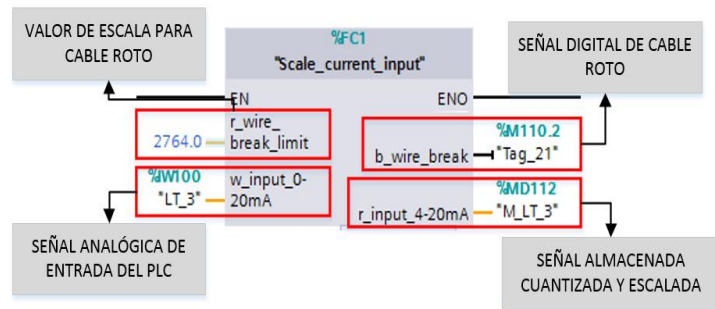 VALOR DE ESCALA PARA
CABLE ROTO
%FC1
"Scale_current_input"
SEÑAL DIGITAL DE CABLE
ROTO
EN
ENO
r_wire_
2764.0
break_limit
%M110.2
b_wire_break
"Tag_21"
%IW100
w_input_0-
"LT_3"
20mA
%MD112
r_input_4-20mA
"M_LT_3"
SEÑAL ANALÓGICA DE
ENTRADA DEL PLC
SEÑAL ALMACENADA
CUANTIZADA Y ESCALADA